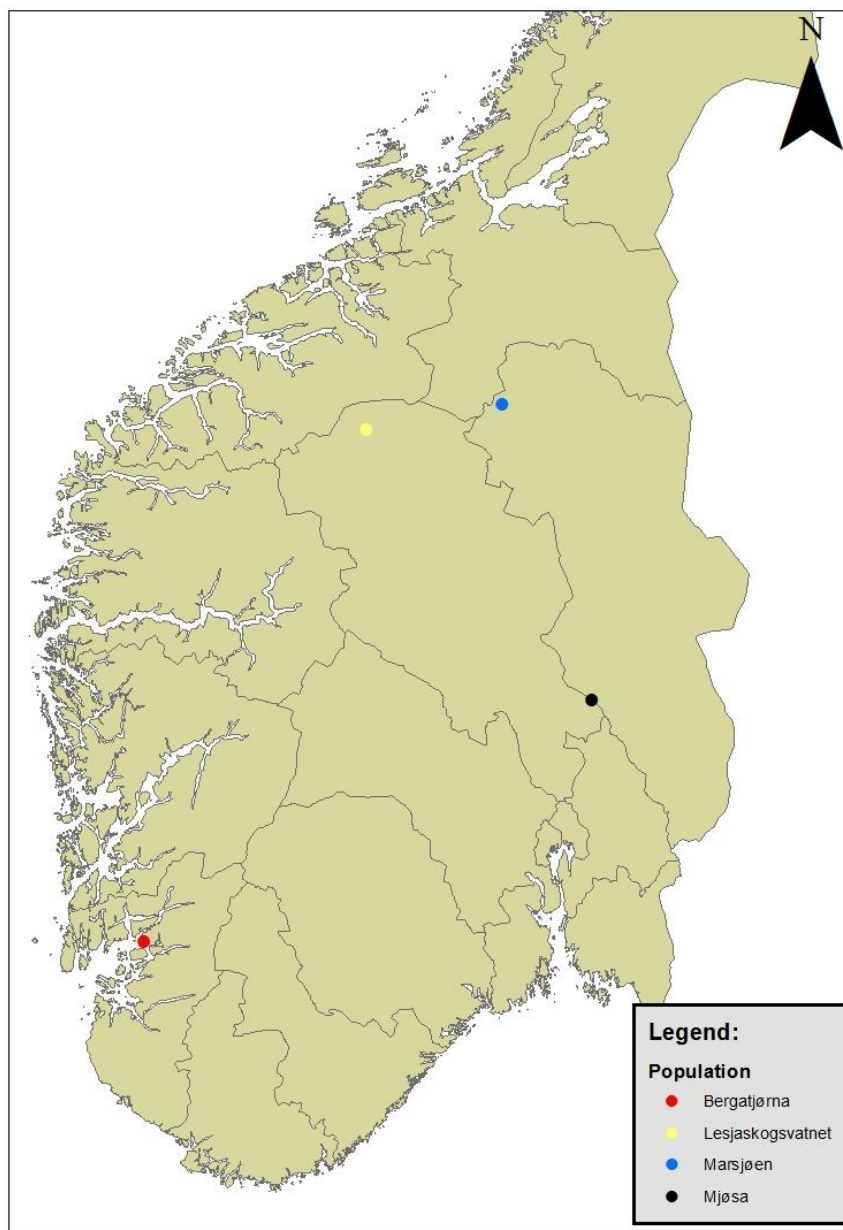 N
Legend:
Population
Bergatjørna
Lesjaskogsvatnet
Marsjøen
Mjøsa